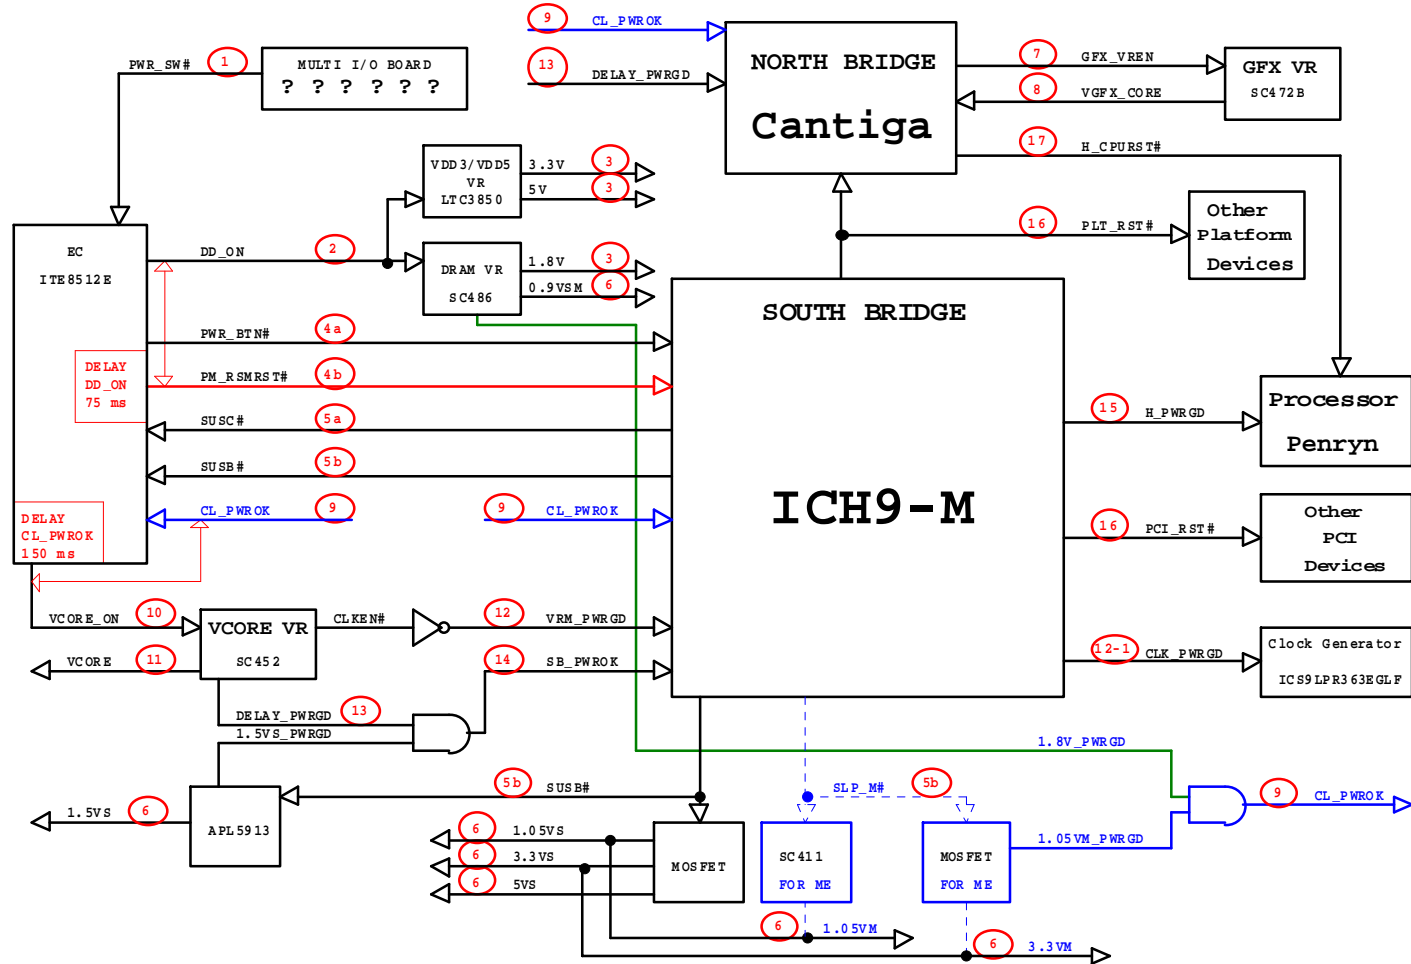 9 CL_PWROK
13 DELAY_PWRGD
NORTH BRIDGE
Cantiga
7 GFX_VREN
8 VGFX_CORE
17 H_CPURST#
GFX VR
SC472B
PWR_SW# 1
MULTI I/O BOARD
? ? ? ? ? ?
VDD3/VDD5
VR
LTC3850
3.3V 3
5V 3
16 PLT_RST#
Other
Platform
Devices
EC
ITE8512E
DD_ON 2
DRAM VR
SC486
1.8V 3
0.9VSM 6
SOUTH BRIDGE
ICH9-M
PWR_BTN# 4a
DELAY
DD_ON
75 ms
PM_RSMRST# 4b
SUSC# 5a
SUSB# 5b
CL_PWROK 9
9 CL_PWROK
DELAY
CL_PWROK
150 ms
15 H_PWRGD
Processor
Penryn
16 PCI_RST#
Other
PCI
Devices
VCORE_ON 10
VCORE VR
SC452
CLKEN#
12 VRM_PWRGD
VCORE 11
14 SB_PWROK
12-1 CLK_PWRGD
Clock Generator
ICS9LPR363EGLF
DELAY_PWRGD 13
1.5VS_PWRGD
1.8V_PWRGD
5b SUSB#
SLP_M# 5b
9 CL_PWROK
1.5VS 6
APL5913
6 1.05VS
6 3.3VS
6 5VS
MOSFET
SC411
FOR ME
MOSFET
FOR ME
1.05VM_PWRGD
6 1.05VM
6 3.3VM